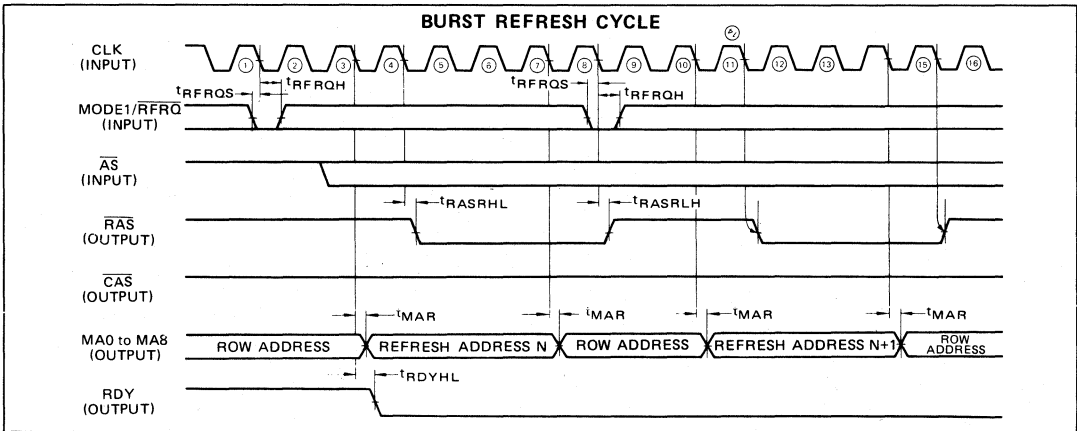 BURST REFRESH CYCLE
CLK
(INPUT)
1 2 3 4 5 6 7 8 9 10 11 12 13 15 16
tRFRQS
tRFRQH
tRFRQS
tRFRQH
MODE1/RFRQ
(INPUT)
AS
(INPUT)
tRASRHL
tRASRLH
RAS
(OUTPUT)
CAS
(OUTPUT)
tMAR
tMAR
tMAR
tMAR
MA0 to MA8
(OUTPUT)
ROW ADDRESS
REFRESH ADDRESS N
ROW ADDRESS
REFRESH ADDRESS N+1
ROW
ADDRESS
tRDYHL
RDY
(OUTPUT)